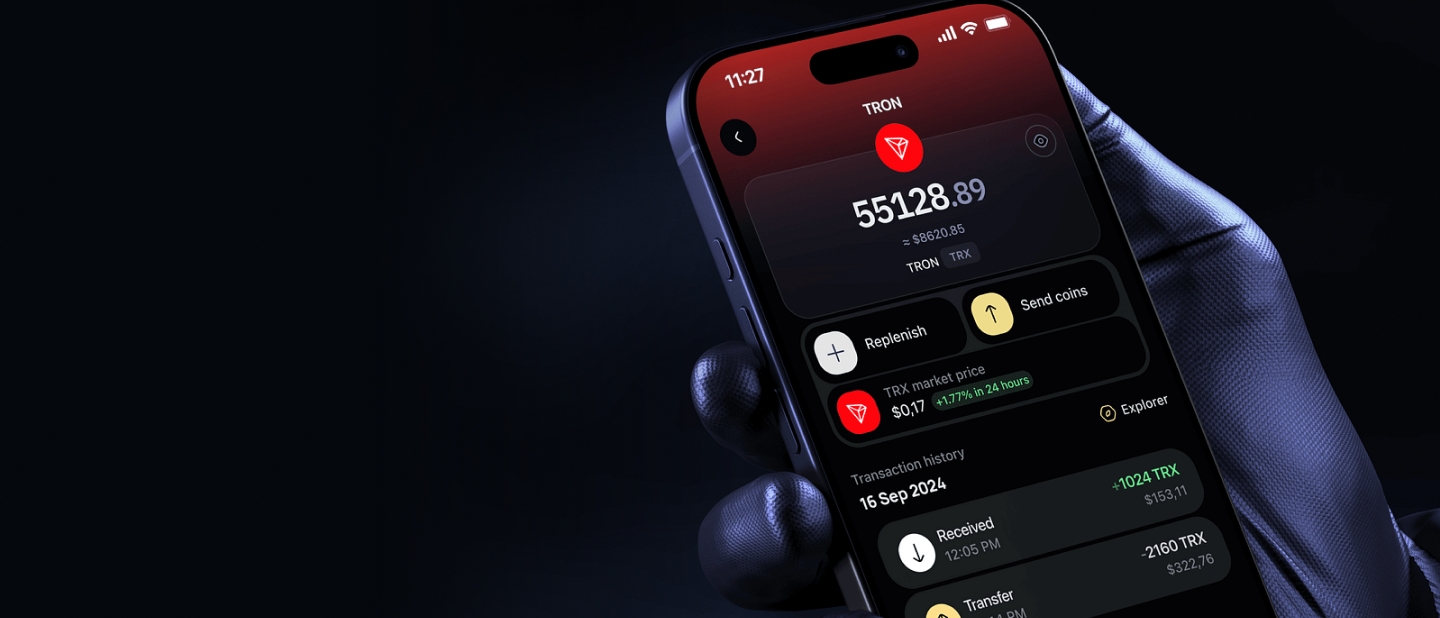 11:27
TRON
55128.89
≈ $8620.85
TRON TRX
Replenish
Send coins
TRX market price
$0,17 +1.77% in 24 hours
Explorer
Transaction history
16 Sep 2024
Received +1024 TRX
12:05 PM $153,11
Transfer -2160 TRX
PM $322,76